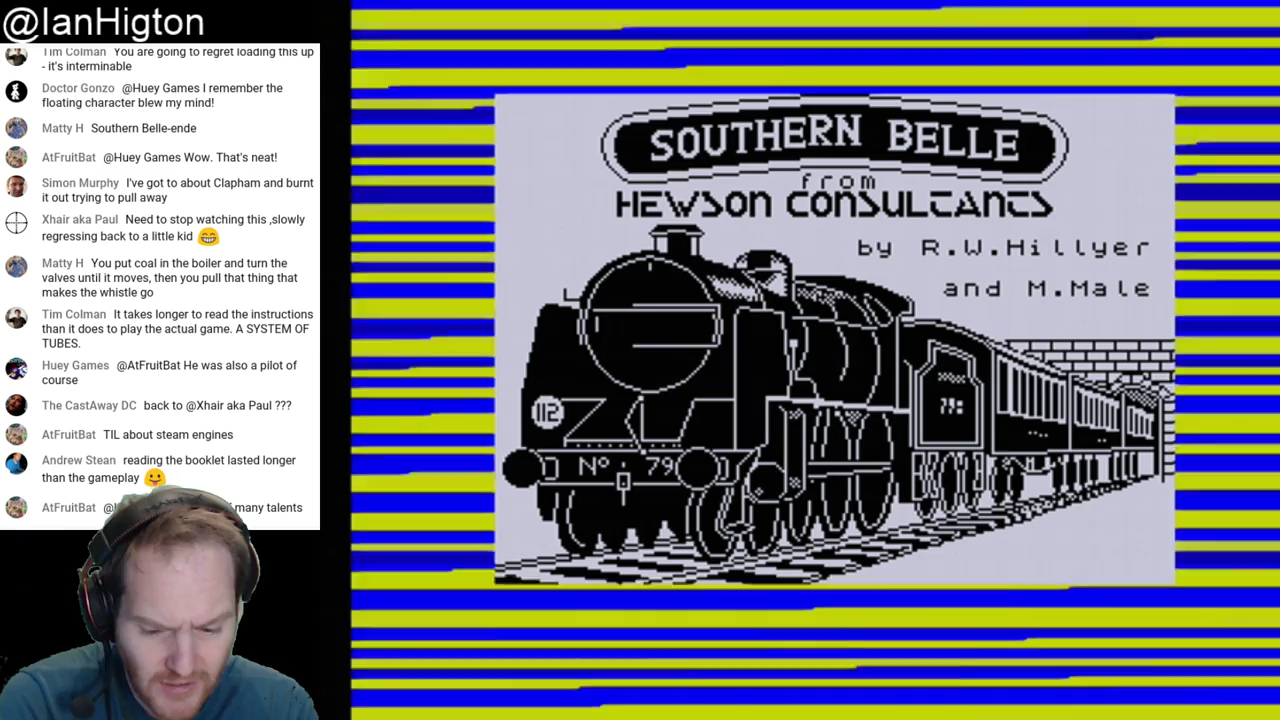 @IanHigton
Tim Colman You are going to regret loading this up
- it's interminable
Doctor Gonzo @Huey Games I remember the
floating character blew my mind!
Matty H Southern Belle-ende
AtFruitBat @Huey Games Wow. That's neat!
Simon Murphy I've got to about Clapham and burnt
it out trying to pull away
Xhair aka Paul Need to stop watching this ,slowly
regressing back to a little kid
Matty H You put coal in the boiler and turn the
valves until it moves, then you pull that thing that
makes the whistle go
Tim Colman It takes longer to read the instructions
than it does to play the actual game. A SYSTEM OF
TUBES.
Huey Games @AtFruitBat He was also a pilot of
course
The CastAway DC back to @Xhair aka Paul ???
AtFruitBat TIL about steam engines
Andrew Stean reading the booklet lasted longer
than the gameplay
AtFruitBat many talents
SOUTHERN BELLE
from
HEWSON CONSULTANTS
by R.W.Hillyer
and M.Male
112
Nº 79